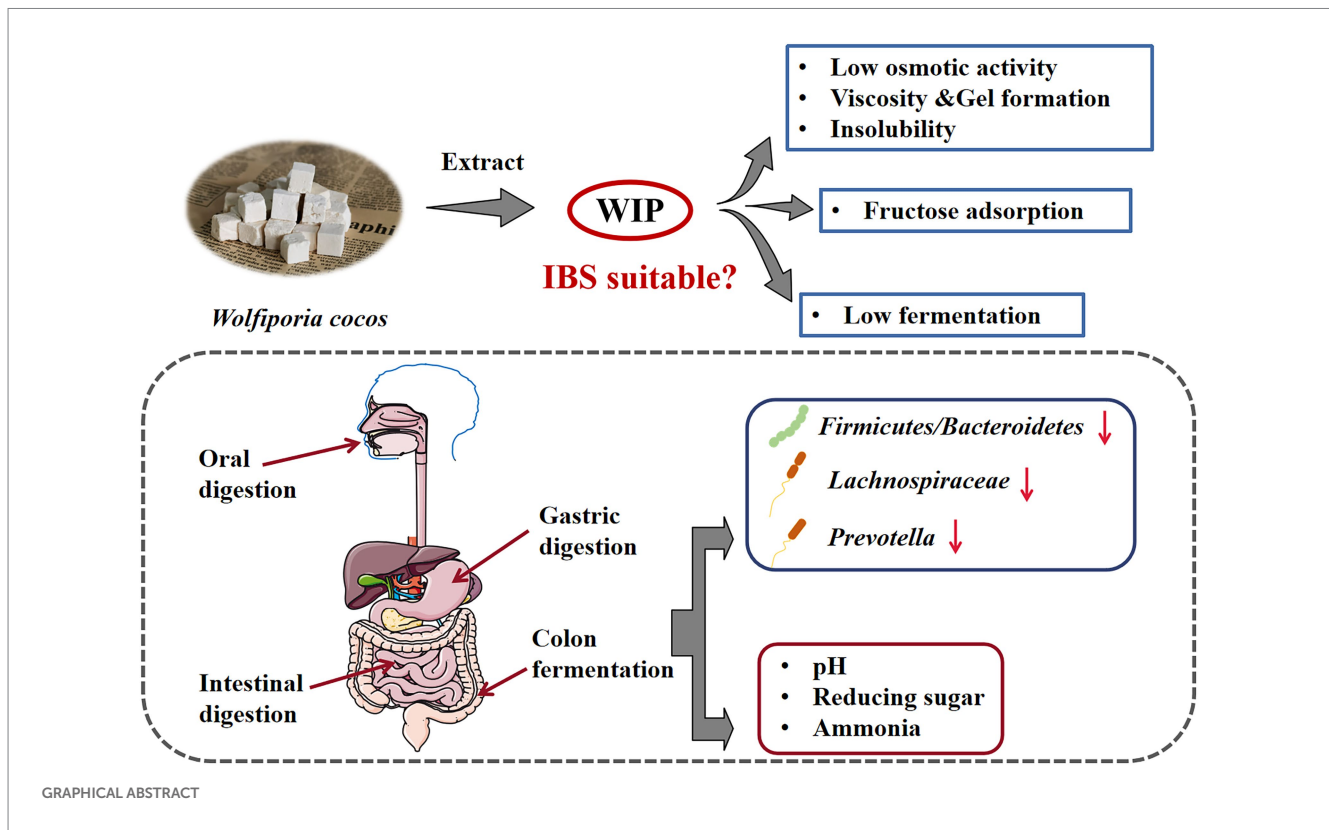 • Low osmotic activity
• Viscosity &Gel formation
• Insolubility
Extract
WIP
• Fructose adsorption
IBS suitable?
• Low fermentation
Wolfiporia cocos
Oral
digestion
Gastric
digestion
Colon
fermentation
Intestinal
digestion
Firmicutes/Bacteroidetes ↓
Lachnospiraceae ↓
Prevotella ↓
• pH
• Reducing sugar
• Ammonia
GRAPHICAL ABSTRACT